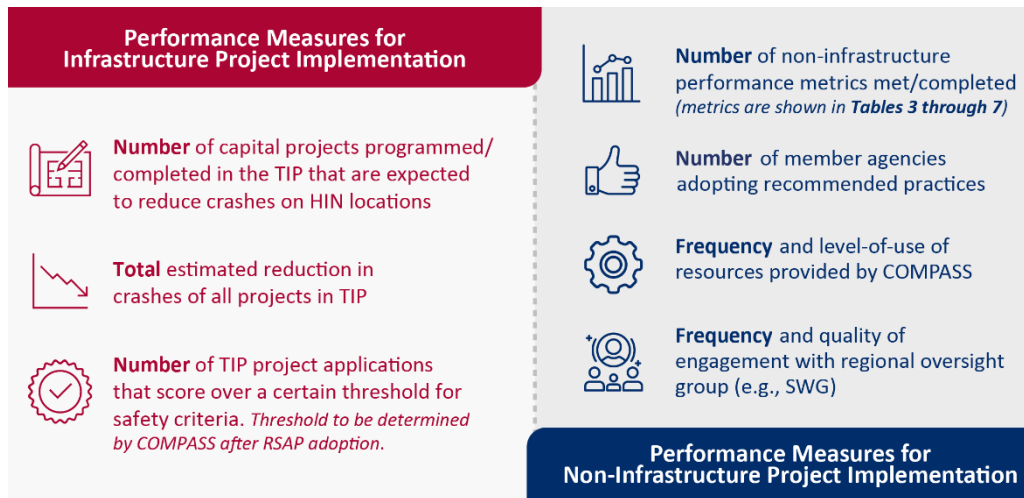 Performance Measures for
Infrastructure Project Implementation
Number of capital projects programmed/
completed in the TIP that are expected
to reduce crashes on HIN locations
Total estimated reduction in
crashes of all projects in TIP
Number of TIP project applications
that score over a certain threshold for
safety criteria. Threshold to be determined
by COMPASS after RSAP adoption.
Number of non-infrastructure
performance metrics met/completed
(metrics are shown in Tables 3 through 7)
Number of member agencies
adopting recommended practices
Frequency and level-of-use of
resources provided by COMPASS
Frequency and quality of
engagement with regional oversight
group (e.g., SWG)
Performance Measures for
Non-Infrastructure Project Implementation